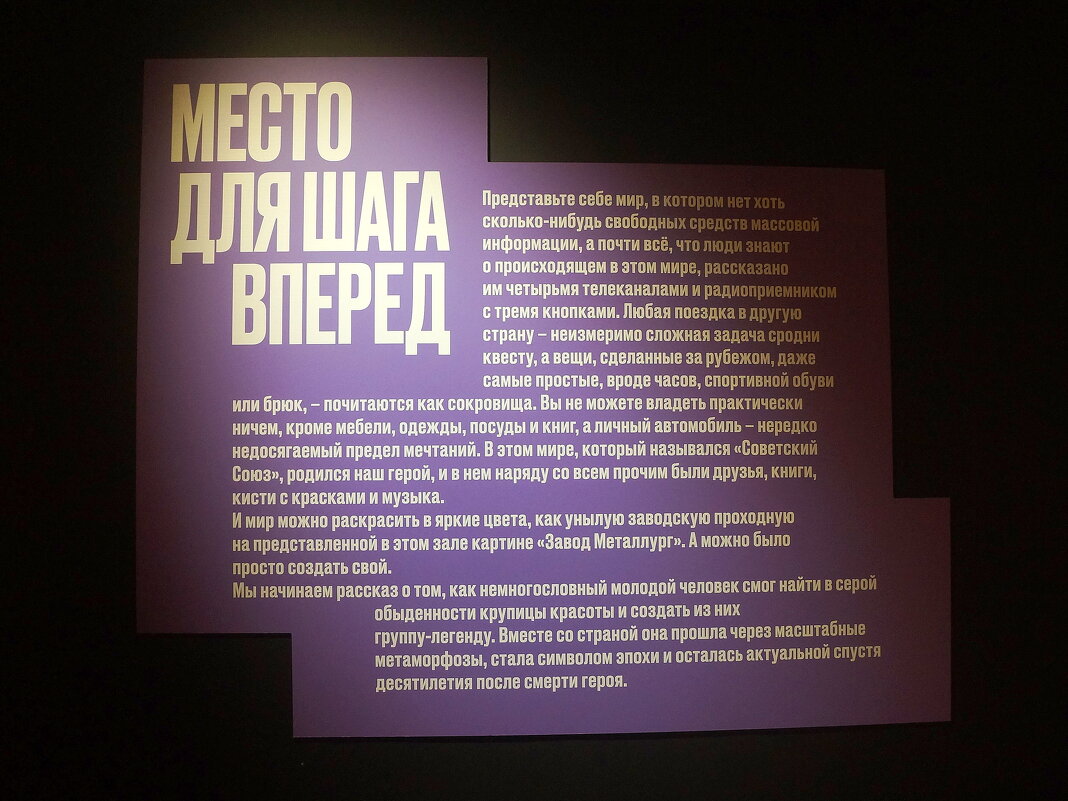 МЕСТО
ДЛЯ ШАГА
ВПЕРЕД
Представьте себе мир, в котором нет хоть
сколько-нибудь свободных средств массовой
информации, а почти всё, что люди знают
о происходящем в этом мире, рассказано
им четырьмя телеканалами и радиоприемником
с тремя кнопками. Любая поездка в другую
страну – неизмеримо сложная задача сродни
квесту, а вещи, сделанные за рубежом, даже
самые простые, вроде часов, спортивной обуви
или брюк, – почитаются как сокровища. Вы не можете владеть практически
ничем, кроме мебели, одежды, посуды и книг, а личный автомобиль – нередко
недосягаемый предел мечтаний. В этом мире, который назывался «Советский
Союз», родился наш герой, и в нем наряду со всем прочим были друзья, книги,
кисти с красками и музыка.
И мир можно раскрасить в яркие цвета, как унылую заводскую проходную
на представленной в этом зале картине «Завод Металлург». А можно было
просто создать свой.
Мы начинаем рассказ о том, как немногословный молодой человек смог найти в серой
обыденности крупицы красоты и создать из них
группу-легенду. Вместе со страной она прошла через масштабные
метаморфозы, стала символом эпохи и осталась актуальной спустя
десятилетия после смерти героя.